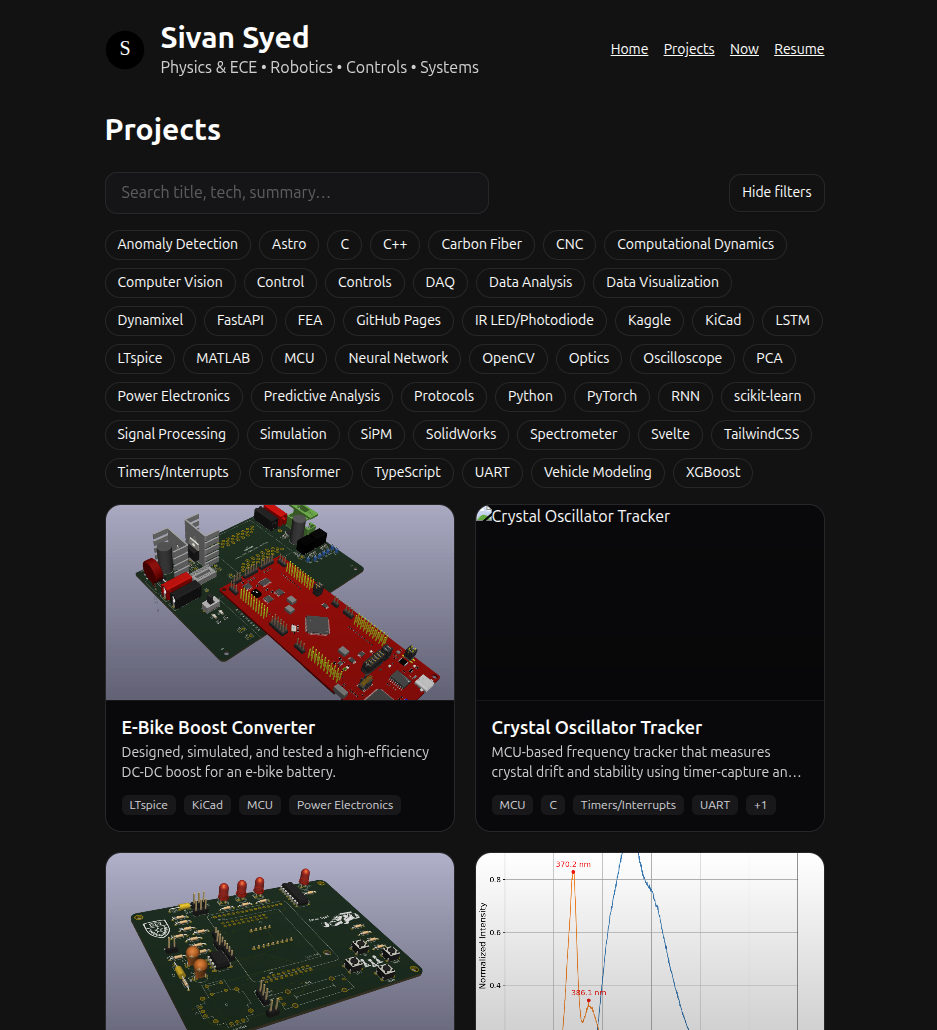 S
Sivan Syed
Physics & ECE • Robotics • Controls • Systems
Home Projects Now Resume
Projects
Search title, tech, summary…
Hide filters
Anomaly Detection Astro C C++ Carbon Fiber CNC Computational Dynamics
Computer Vision Control Controls DAQ Data Analysis Data Visualization
Dynamixel FastAPI FEA GitHub Pages IR LED/Photodiode Kaggle KiCad LSTM
LTspice MATLAB MCU Neural Network OpenCV Optics Oscilloscope PCA
Power Electronics Predictive Analysis Protocols Python PyTorch RNN scikit-learn
Signal Processing Simulation SiPM SolidWorks Spectrometer Svelte TailwindCSS
Timers/Interrupts Transformer TypeScript UART Vehicle Modeling XGBoost
E-Bike Boost Converter
Designed, simulated, and tested a high-efficiency
DC-DC boost for an e-bike battery.
LTspice KiCad MCU Power Electronics
Crystal Oscillator Tracker
Crystal Oscillator Tracker
MCU-based frequency tracker that measures
crystal drift and stability using timer-capture an…
MCU C Timers/Interrupts UART +1
370.2 nm
0.8
0.6
0.4
Normalized Intensity
386.1 nm